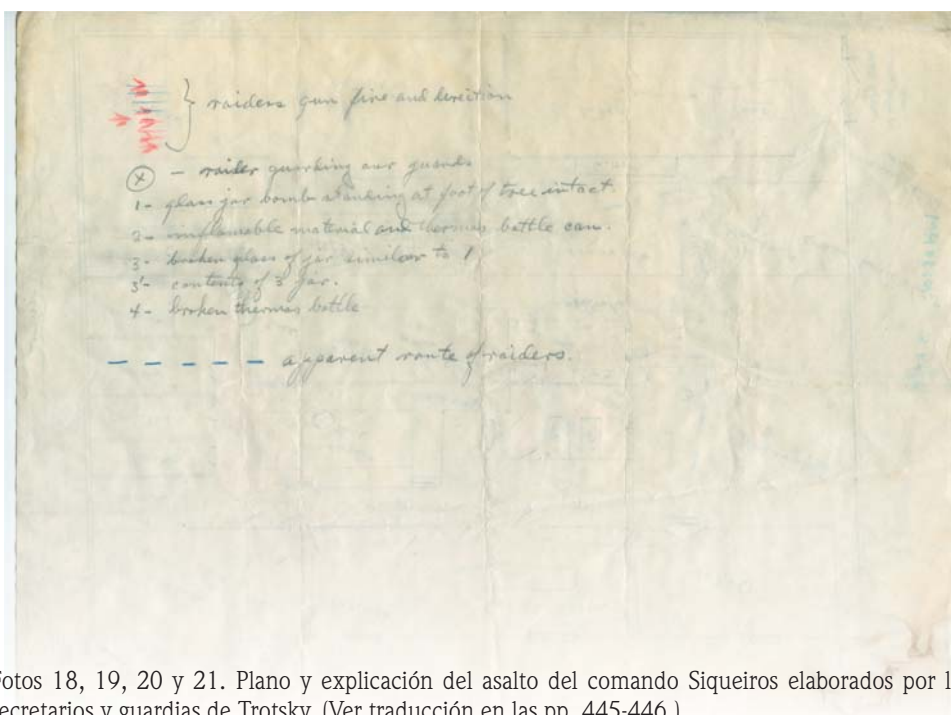 } raiders gun fire and direction
(x) - raider guarding our guards
1- glass jar bomb standing at foot of tree intact.
2- inflamable material and thermos bottle can.
3- broken glass of jar similar to 1
3'- contents of 3 jar.
4- broken thermos bottle
- - - - - apparent route of raiders.
Fotos 18, 19, 20 y 21. Plano y explicación del asalto del comando Siqueiros elaborados por l
secretarios y guardias de Trotsky. (Ver traducción en las pp. 445-446.)